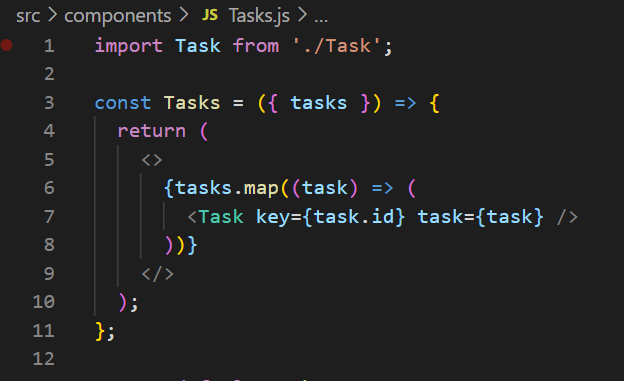 src > components > JS Tasks.js > ...
1 import Task from './Task';
2
3 const Tasks = ({ tasks }) => {
4 return (
5 <>
6 {tasks.map((task) => (
7 <Task key={task.id} task={task} />
8 ))}
9 </>
10 );
11 };
12